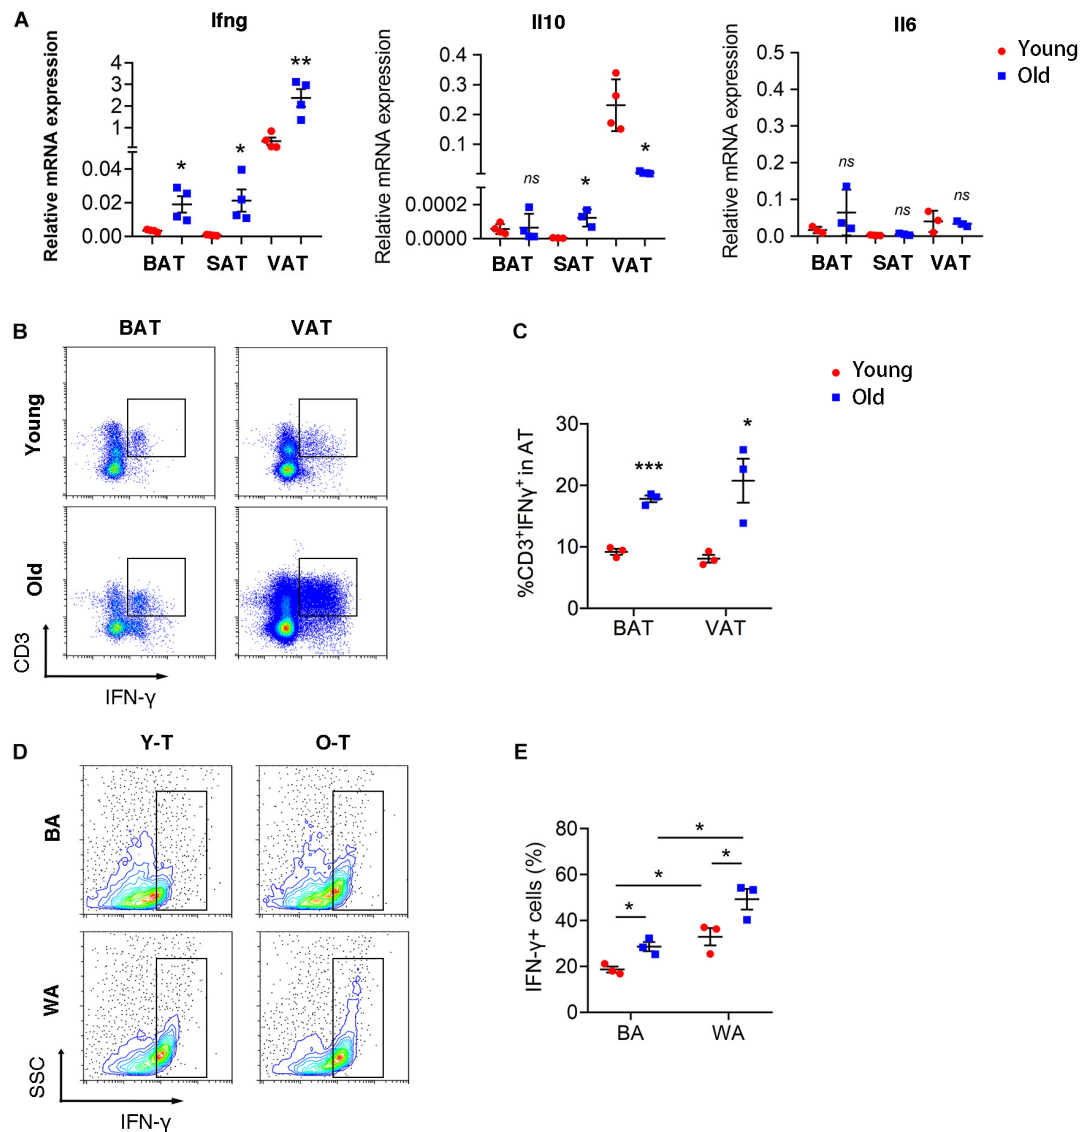 A
Ifng
Il10
Il6
Young
Old
Relative mRNA expression
4
3
2
1
0.04
0.02
0.00
*
*
**
BAT
SAT
VAT
Relative mRNA expression
0.4
0.3
0.2
0.1
0.0002
0.0000
ns
*
*
BAT
SAT
VAT
Relative mRNA expression
0.5
0.4
0.3
0.2
0.1
0.0
ns
ns
ns
BAT
SAT
VAT
B
BAT
VAT
Young
Old
CD3
IFN-γ
C
Young
Old
%CD3⁺IFNγ⁺ in AT
30
20
10
0
***
*
BAT
VAT
D
Y-T
O-T
BA
WA
SSC
IFN-γ
E
IFN-γ+ cells (%)
80
60
40
20
0
*
*
*
*
BA
WA